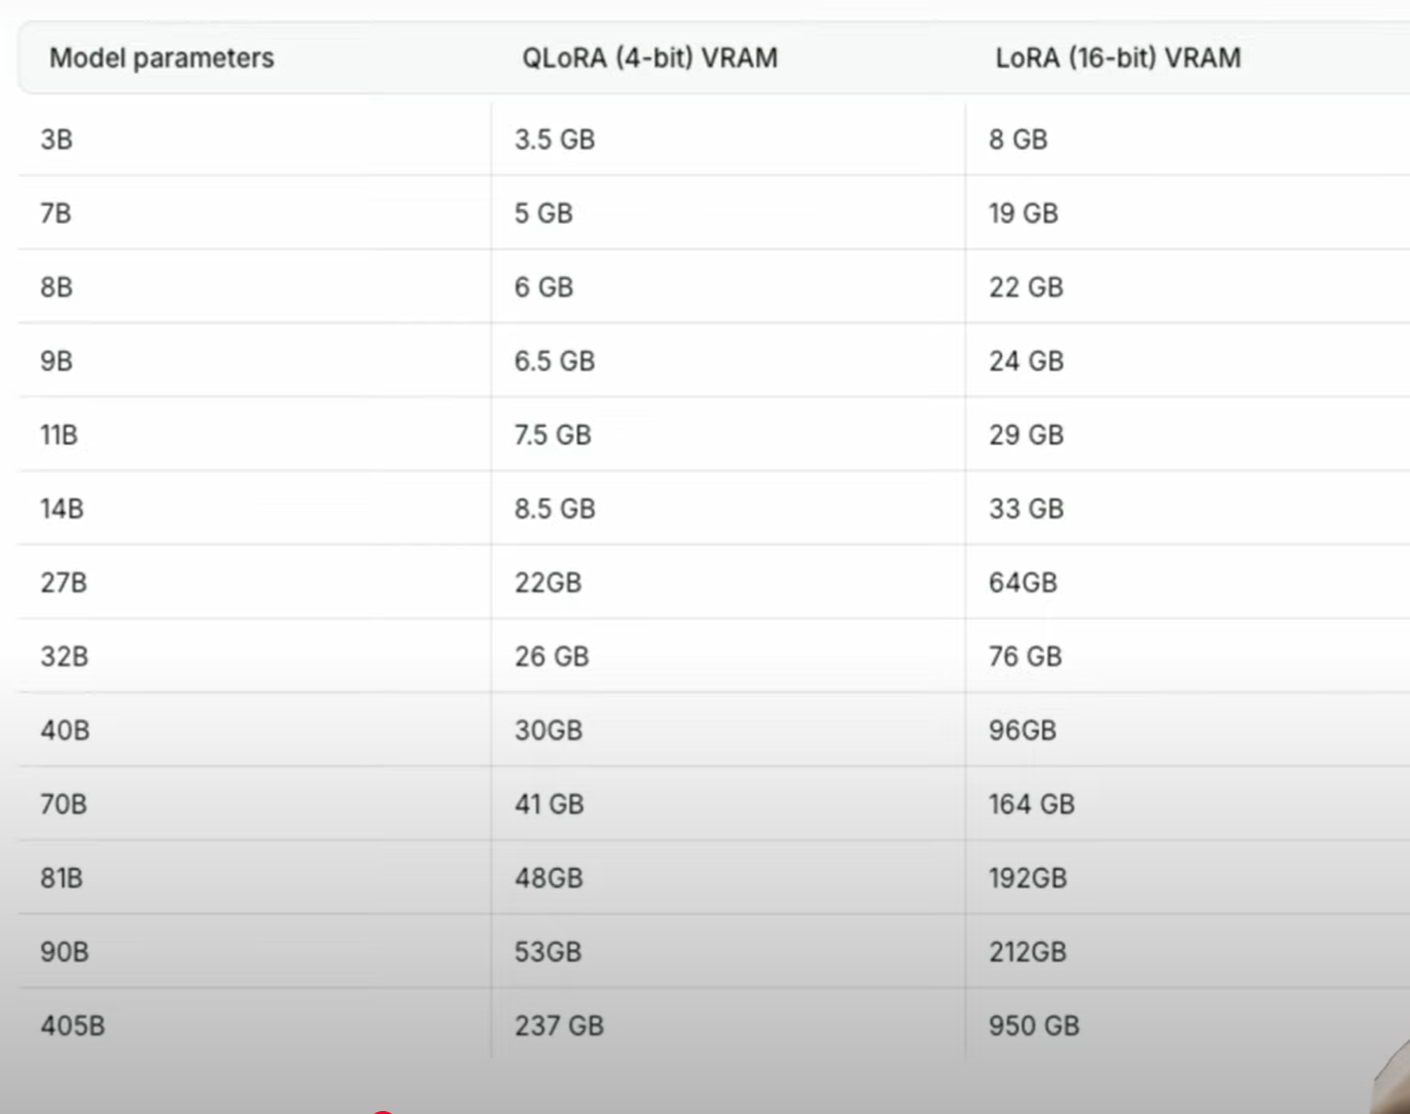 Model parameters QLoRA (4-bit) VRAM LoRA (16-bit) VRAM
3B 3.5 GB 8 GB
7B 5 GB 19 GB
8B 6 GB 22 GB
9B 6.5 GB 24 GB
11B 7.5 GB 29 GB
14B 8.5 GB 33 GB
27B 22GB 64GB
32B 26 GB 76 GB
40B 30GB 96GB
70B 41 GB 164 GB
81B 48GB 192GB
90B 53GB 212GB
405B 237 GB 950 GB